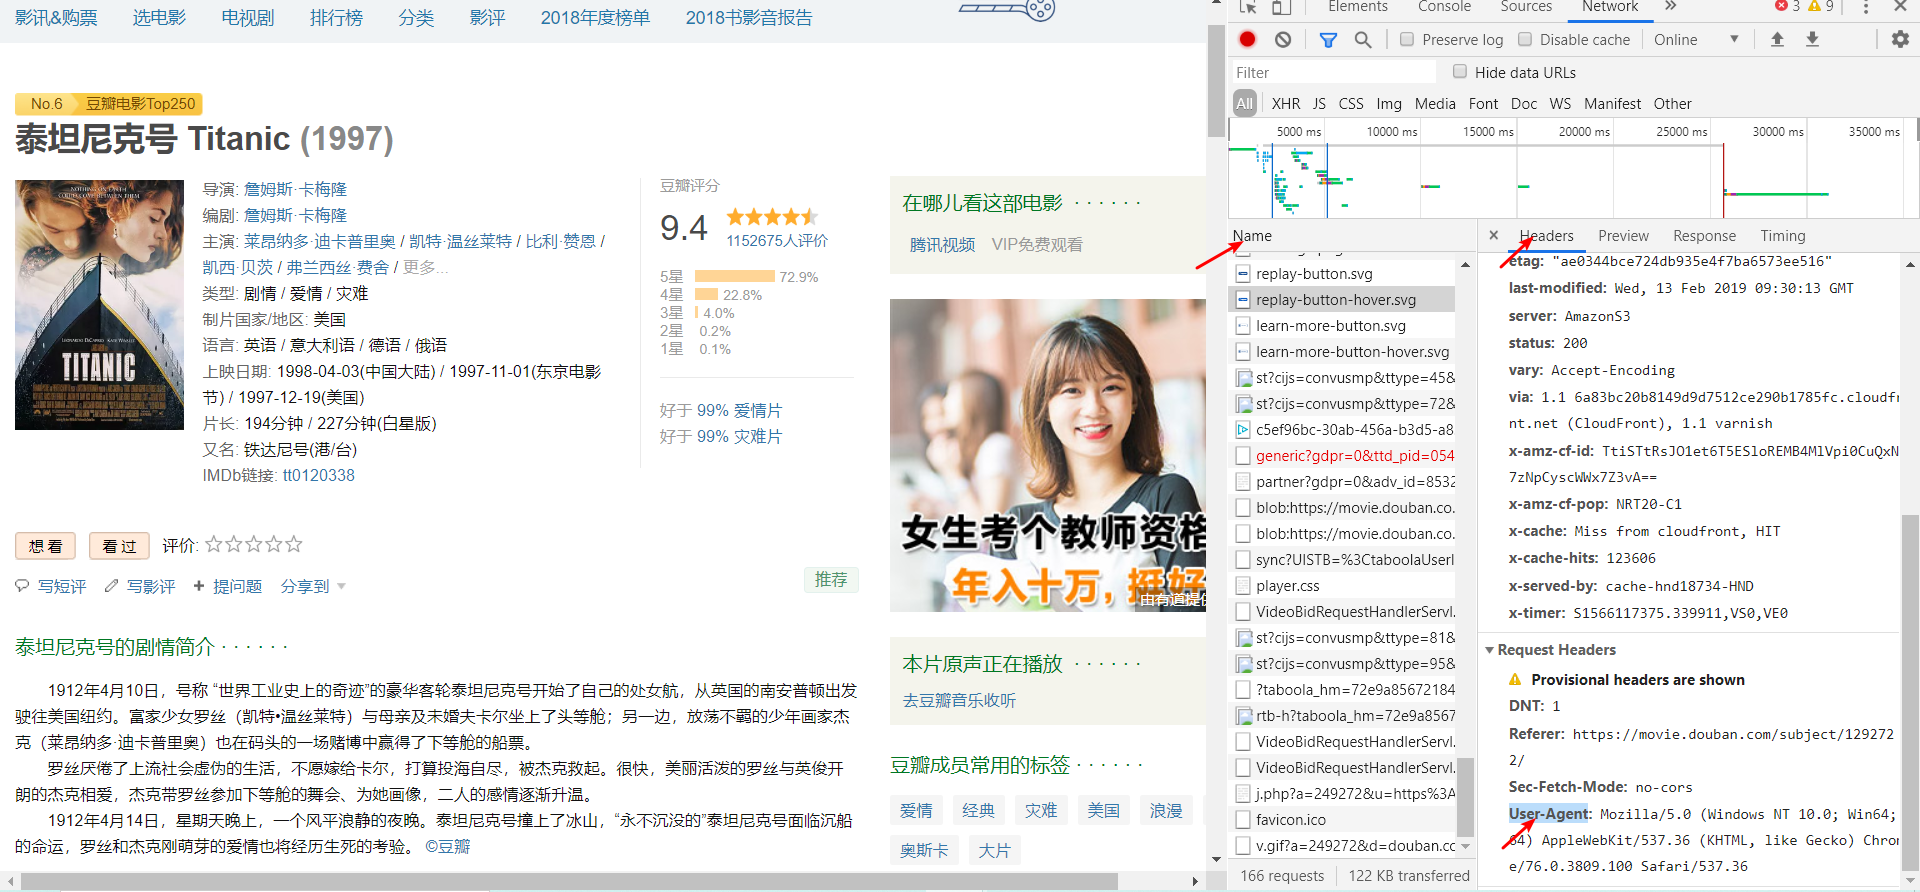 影讯&购票 选电影 电视剧 排行榜 分类 影评 2018年度榜单 2018书影音报告
No.6 豆瓣电影Top250
泰坦尼克号 Titanic (1997)
TITANIC
导演: 詹姆斯·卡梅隆
编剧: 詹姆斯·卡梅隆
主演: 莱昂纳多·迪卡普里奥 / 凯特·温丝莱特 / 比利·赞恩 /
凯西·贝茨 / 弗兰西丝·费舍 / 更多...
类型: 剧情 / 爱情 / 灾难
制片国家/地区: 美国
语言: 英语 / 意大利语 / 德语 / 俄语
上映日期: 1998-04-03(中国大陆) / 1997-11-01(东京电影
节) / 1997-12-19(美国)
片长: 194分钟 / 227分钟(白星版)
又名: 铁达尼号(港/台)
IMDb链接: tt0120338
豆瓣评分
9.4
1152675人评价
5星 72.9%
4星 22.8%
3星 4.0%
2星 0.2%
1星 0.1%
好于 99% 爱情片
好于 99% 灾难片
想看 看过 评价:
写短评 写影评 提问题 分享到
推荐
泰坦尼克号的剧情简介 · · · · · ·
1912年4月10日，号称 “世界工业史上的奇迹”的豪华客轮泰坦尼克号开始了自己的处女航，从英国的南安普顿出发
驶往美国纽约。富家少女罗丝（凯特•温丝莱特）与母亲及未婚夫卡尔坐上了头等舱；另一边，放荡不羁的少年画家杰
克（莱昂纳多·迪卡普里奥）也在码头的一场赌博中赢得了下等舱的船票。
罗丝厌倦了上流社会虚伪的生活，不愿嫁给卡尔，打算投海自尽，被杰克救起。很快，美丽活泼的罗丝与英俊开
朗的杰克相爱，杰克带罗丝参加下等舱的舞会、为她画像，二人的感情逐渐升温。
1912年4月14日，星期天晚上，一个风平浪静的夜晚。泰坦尼克号撞上了冰山，“永不沉没的”泰坦尼克号面临沉船
的命运，罗丝和杰克刚萌芽的爱情也将经历生死的考验。 ©豆瓣
在哪儿看这部电影 · · · · · ·
腾讯视频 VIP免费观看
女生考个教师资格
年入十万，挺好
由有道提供
本片原声正在播放 · · · · · ·
去豆瓣音乐收听
豆瓣成员常用的标签 · · · · · ·
爱情 经典 灾难 美国 浪漫
奥斯卡 大片
Elements Console Sources Network » 3 9
Preserve log Disable cache Online
Filter Hide data URLs
All XHR JS CSS Img Media Font Doc WS Manifest Other
5000 ms 10000 ms 15000 ms 20000 ms 25000 ms 30000 ms 35000 ms
Name
replay-button.svg
replay-button-hover.svg
learn-more-button.svg
learn-more-button-hover.svg
st?cijs=convusmp&ttype=45&
st?cijs=convusmp&ttype=72&
c5ef96bc-30ab-456a-b3d5-a8
generic?gdpr=0&ttd_pid=054
partner?gdpr=0&adv_id=8532
blob:https://movie.douban.co.
blob:https://movie.douban.co.
sync?UISTB=%3CtaboolaUserI
player.css
VideoBidRequestHandlerServl.
st?cijs=convusmp&ttype=81&
st?cijs=convusmp&ttype=95&
?taboola_hm=72e9a85672184
rtb-h?taboola_hm=72e9a8567
VideoBidRequestHandlerServl.
VideoBidRequestHandlerServl.
j.php?a=249272&u=https%3A
favicon.ico
v.gif?a=249272&d=douban.cc
166 requests 122 KB transferred
Headers Preview Response Timing
etag: "ae0344bce724db935e4f7ba6573ee516"
last-modified: Wed, 13 Feb 2019 09:30:13 GMT
server: AmazonS3
status: 200
vary: Accept-Encoding
via: 1.1 6a83bc20b8149d9d7512ce290b1785fc.cloudfr
nt.net (CloudFront), 1.1 varnish
x-amz-cf-id: TtiSTtRsJO1et6T5ESloREMB4MlVpi0CuQxN
7zNpCyscWWx7Z3vA==
x-amz-cf-pop: NRT20-C1
x-cache: Miss from cloudfront, HIT
x-cache-hits: 123606
x-served-by: cache-hnd18734-HND
x-timer: S1566117375.339911,VS0,VE0
Request Headers
Provisional headers are shown
DNT: 1
Referer: https://movie.douban.com/subject/129272
2/
Sec-Fetch-Mode: no-cors
User-Agent: Mozilla/5.0 (Windows NT 10.0; Win64;
64) AppleWebKit/537.36 (KHTML, like Gecko) Chrom
e/76.0.3809.100 Safari/537.36